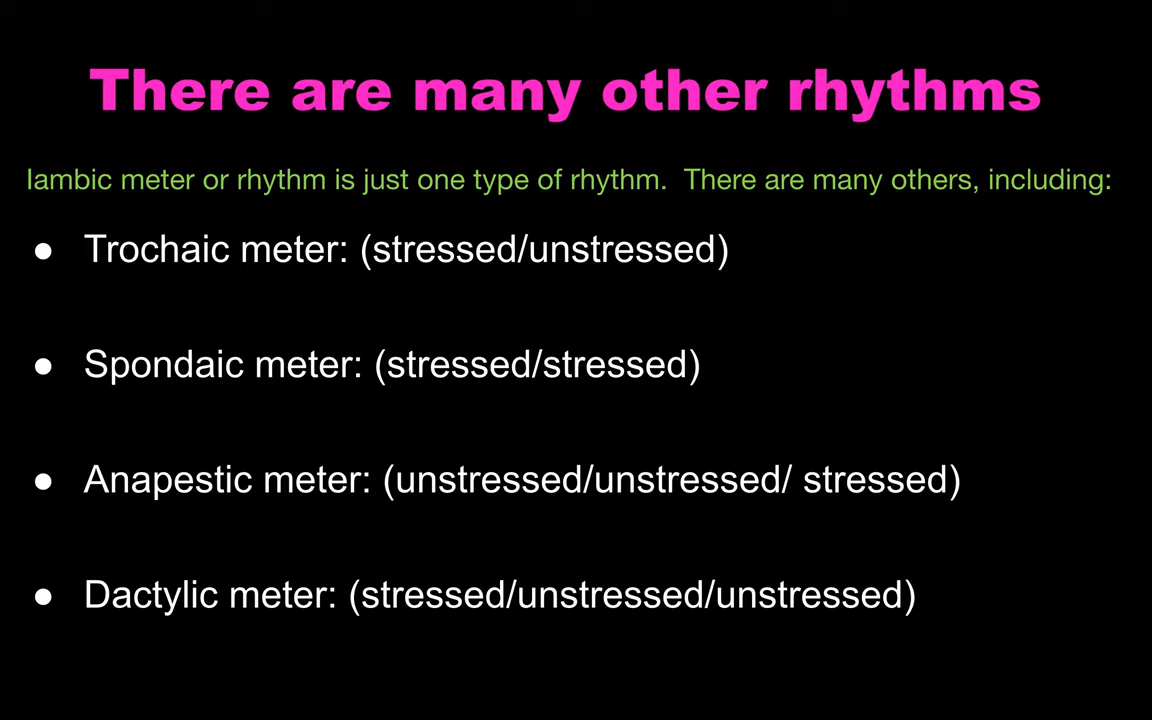 There are many other rhythms
Iambic meter or rhythm is just one type of rhythm.  There are many others, including:
● Trochaic meter: (stressed/unstressed)
● Spondaic meter: (stressed/stressed)
● Anapestic meter: (unstressed/unstressed/ stressed)
● Dactylic meter: (stressed/unstressed/unstressed)